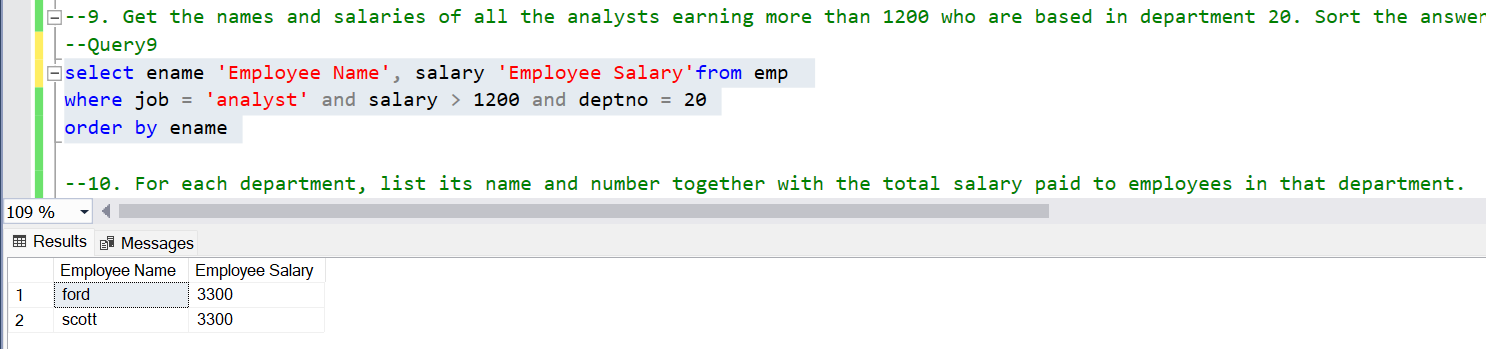 --9. Get the names and salaries of all the analysts earning more than 1200 who are based in department 20. Sort the answer
--Query9
select ename 'Employee Name', salary 'Employee Salary'from emp
where job = 'analyst' and salary > 1200 and deptno = 20
order by ename
--10. For each department, list its name and number together with the total salary paid to employees in that department.
109 %
Results Messages
Employee Name Employee Salary
1 ford 3300
2 scott 3300